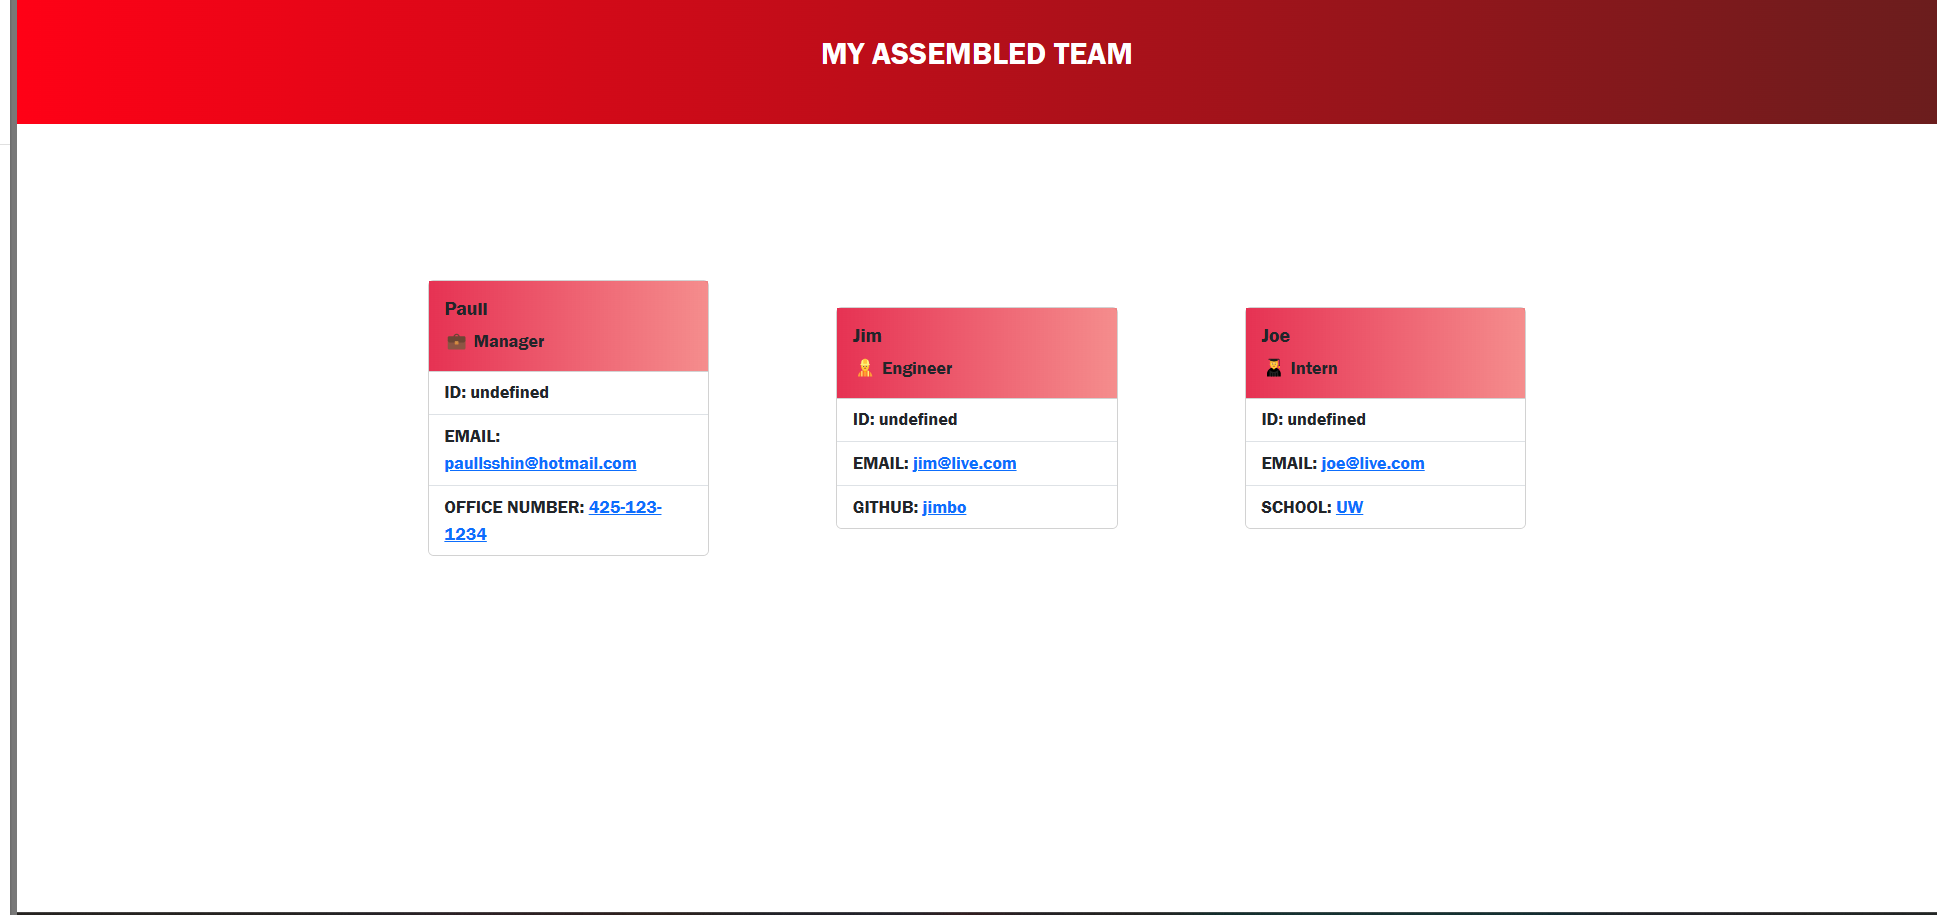 MY ASSEMBLED TEAM
Paull
Manager
ID: undefined
EMAIL:
paullsshin@hotmail.com
OFFICE NUMBER: 425-123-
1234
Jim
Engineer
ID: undefined
EMAIL: jim@live.com
GITHUB: jimbo
Joe
Intern
ID: undefined
EMAIL: joe@live.com
SCHOOL: UW